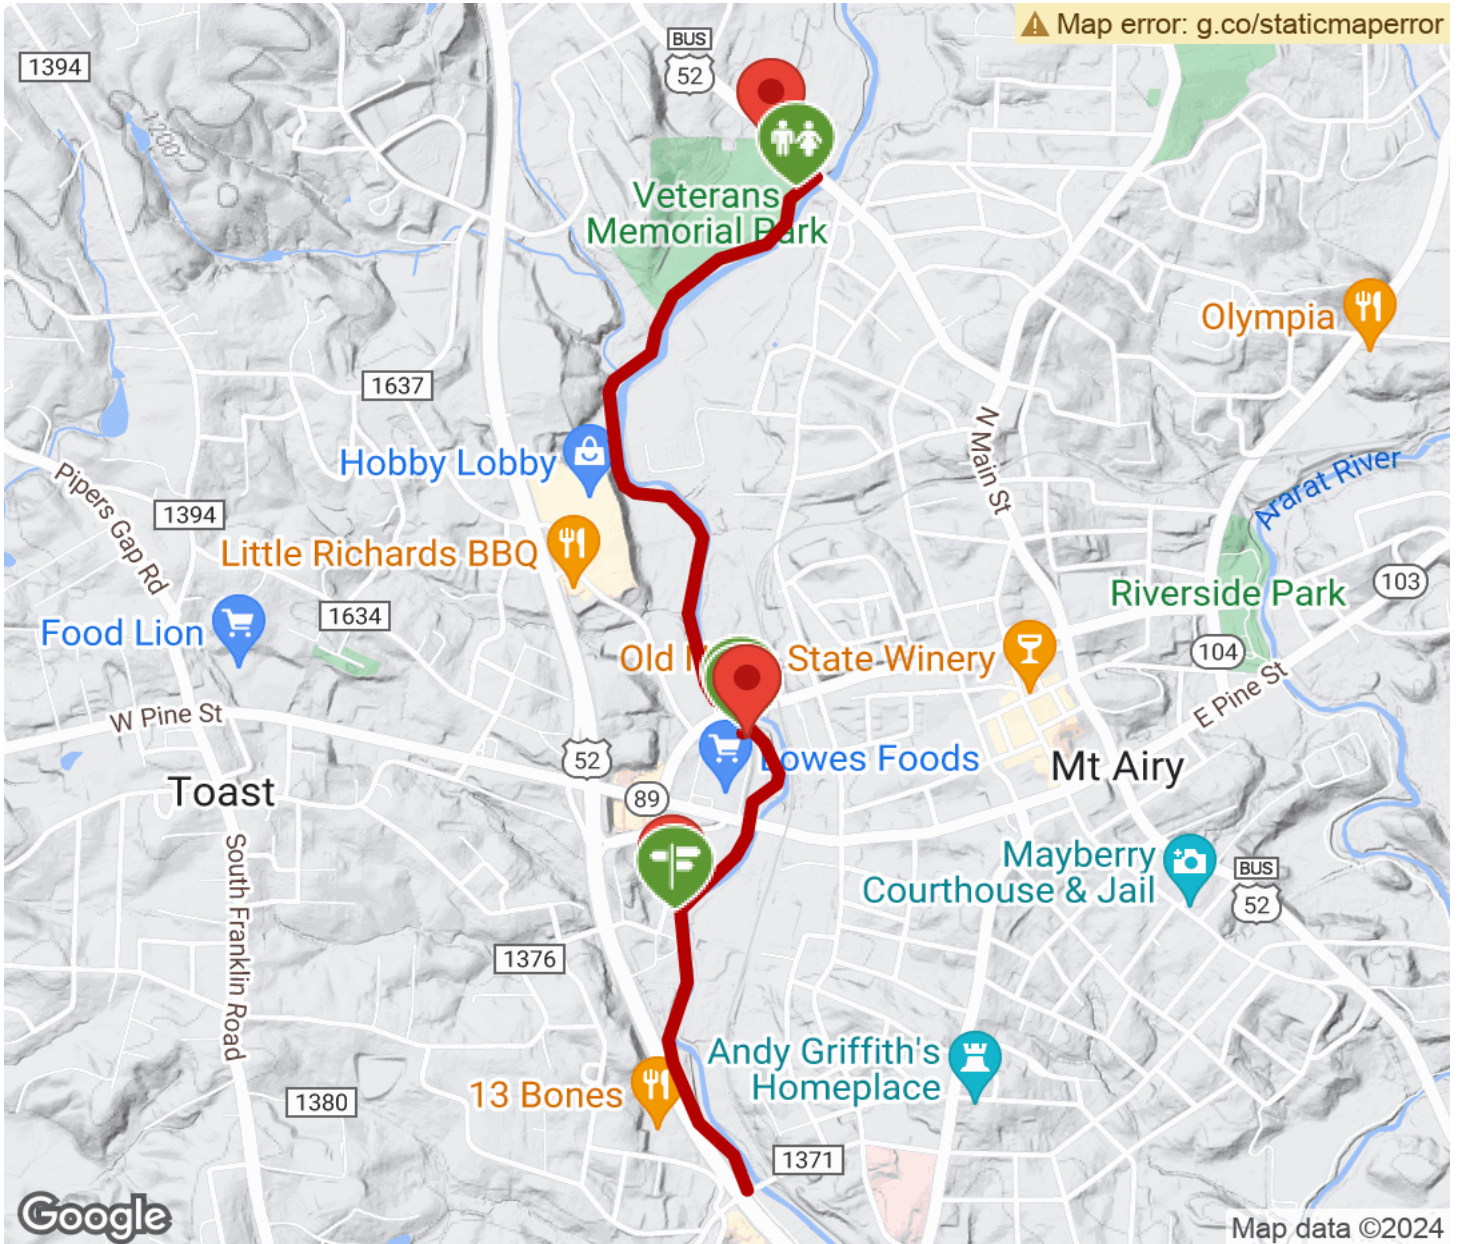 Map error: g.co/staticmaperror
BUS
52
1394
1200
Veterans
Memorial Park
Olympia
1637
N Main St
Hobby Lobby
Ararat River
Pipers Gap Rd
1394
Little Richards BBQ
103
Riverside Park
1634
Food Lion
Old
State Winery
104
E Pine St
W Pine St
52
Lowes Foods
Mt Airy
Toast
89
South Franklin Road
Mayberry
Courthouse & Jail
BUS
52
1376
Andy Griffith's
Homeplace
13 Bones
1380
1371
Google
Map data ©2024